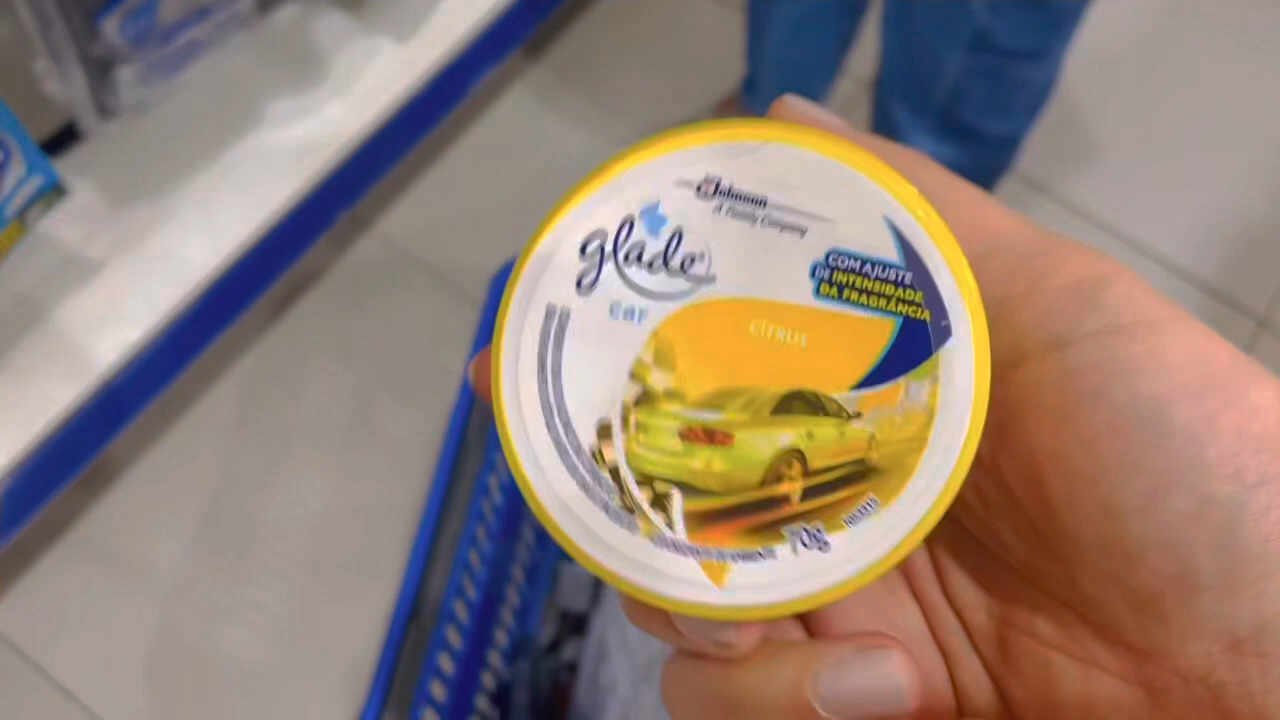 SC Johnson
A Family Company
glade
car
COM AJUSTE
DE INTENSIDADE
DA FRAGRÂNCIA
CITRUS
70g